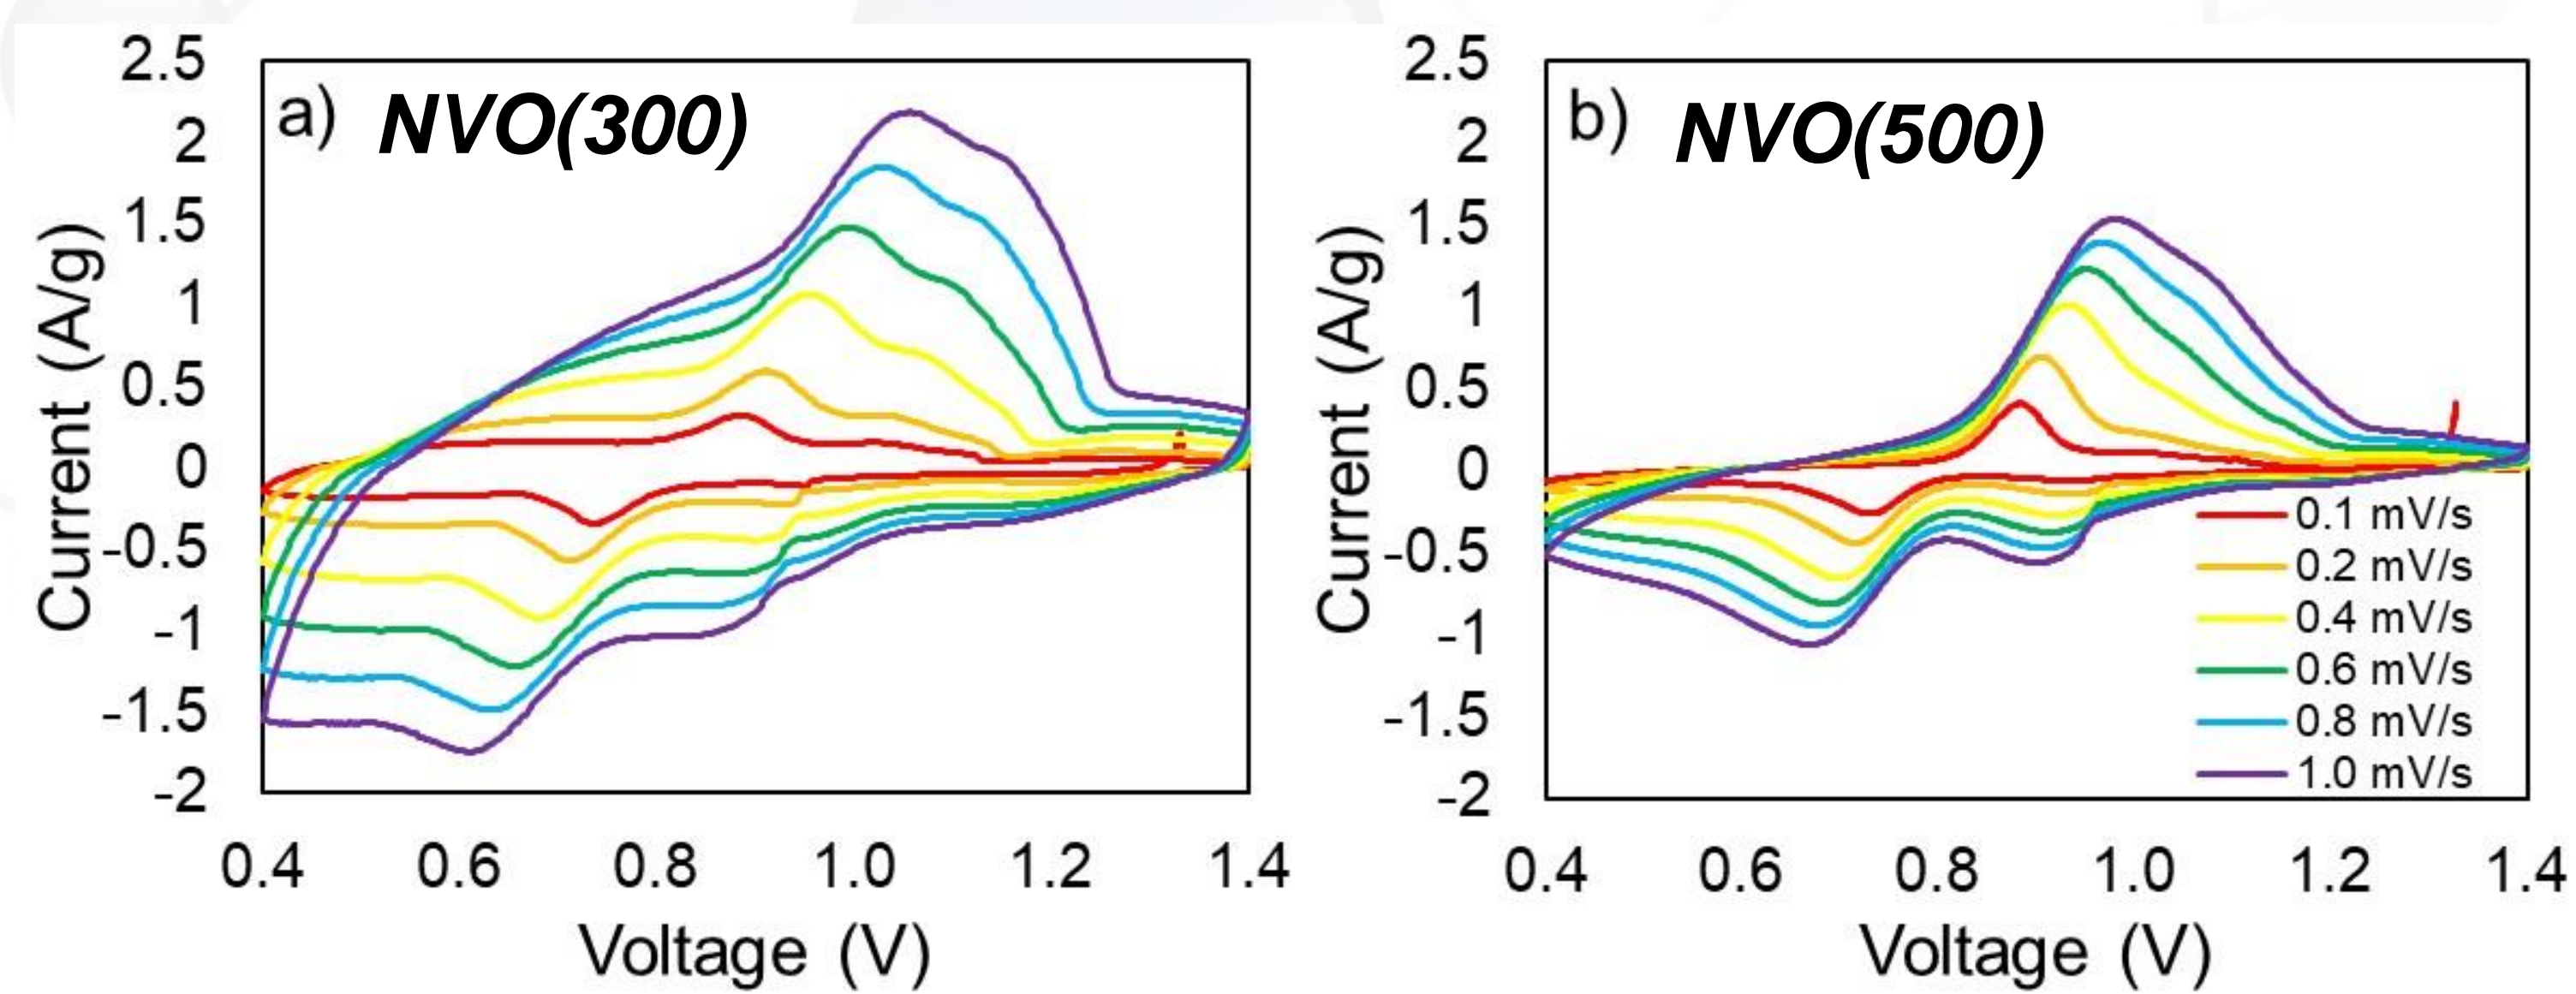 a) NVO(300)
Current (A/g)
2.5
2
1.5
1
0.5
0
-0.5
-1
-1.5
-2
0.4 0.6 0.8 1.0 1.2 1.4
Voltage (V)
b) NVO(500)
Current (A/g)
2.5
2
1.5
1
0.5
0
-0.5
-1
-1.5
-2
0.1 mV/s
0.2 mV/s
0.4 mV/s
0.6 mV/s
0.8 mV/s
1.0 mV/s
0.4 0.6 0.8 1.0 1.2 1.4
Voltage (V)